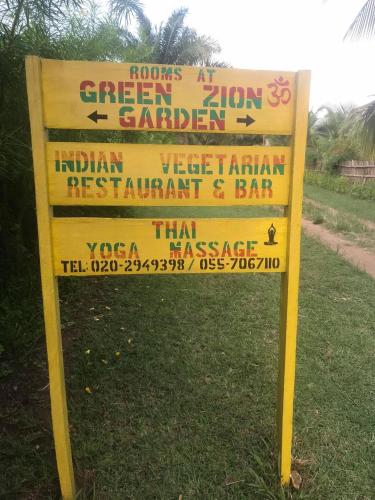 ROOMS AT
GREEN ZION ॐ
GARDEN
INDIAN VEGETARIAN
RESTAURANT & BAR
THAI
YOGA MASSAGE
TEL: 020-2949398 / 055-7067110